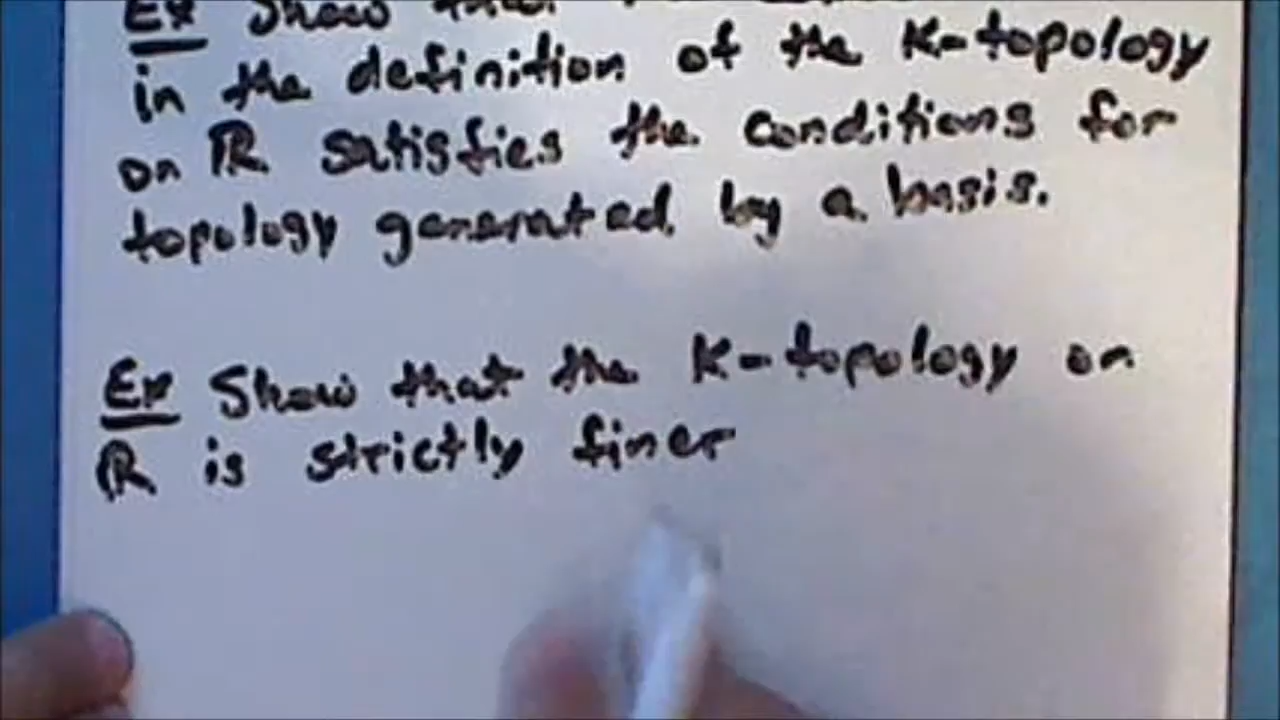 Ex Show that
in the definition of the K-topology
on ℝ satisfies the conditions for
topology generated by a basis.
Ex Show that the K-topology on
ℝ is strictly finer